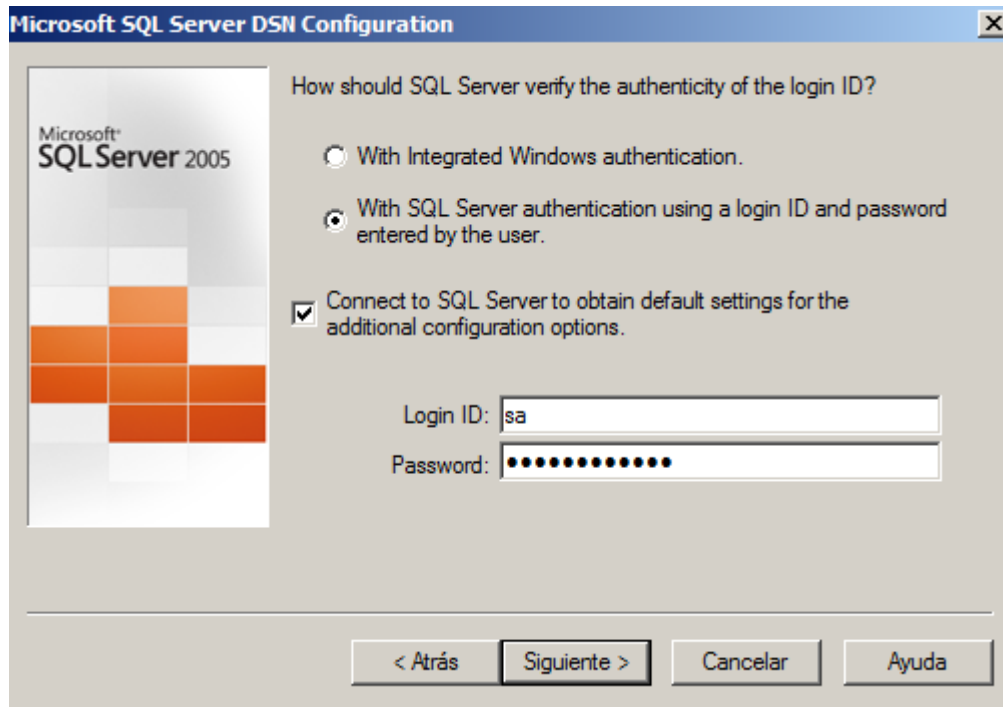 Microsoft SQL Server DSN Configuration
Microsoft
SQL Server 2005
How should SQL Server verify the authenticity of the login ID?
With Integrated Windows authentication.
With SQL Server authentication using a login ID and password
entered by the user.
Connect to SQL Server to obtain default settings for the
additional configuration options.
Login ID: sa
Password: ●●●●●●●●●●●●
< Atrás Siguiente > Cancelar Ayuda